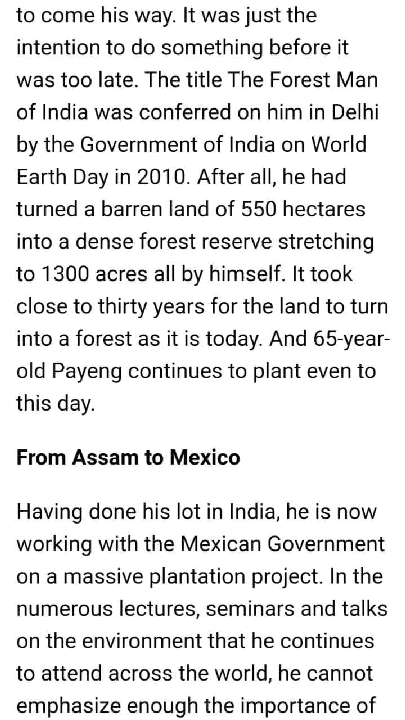 to come his way. It was just the
intention to do something before it
was too late. The title The Forest Man
of India was conferred on him in Delhi
by the Government of India on World
Earth Day in 2010. After all, he had
turned a barren land of 550 hectares
into a dense forest reserve stretching
to 1300 acres all by himself. It took
close to thirty years for the land to turn
into a forest as it is today. And 65-year-
old Payeng continues to plant even to
this day.
From Assam to Mexico
Having done his lot in India, he is now
working with the Mexican Government
on a massive plantation project. In the
numerous lectures, seminars and talks
on the environment that he continues
to attend across the world, he cannot
emphasize enough the importance of